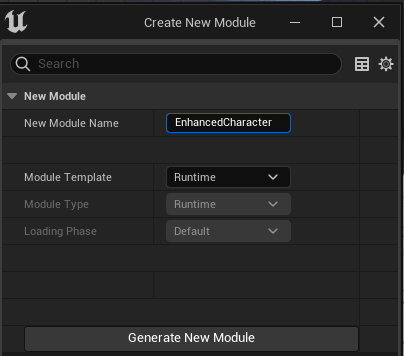 Create New Module
Search
New Module
New Module Name EnhancedCharacter
Module Template Runtime
Module Type Runtime
Loading Phase Default
Generate New Module